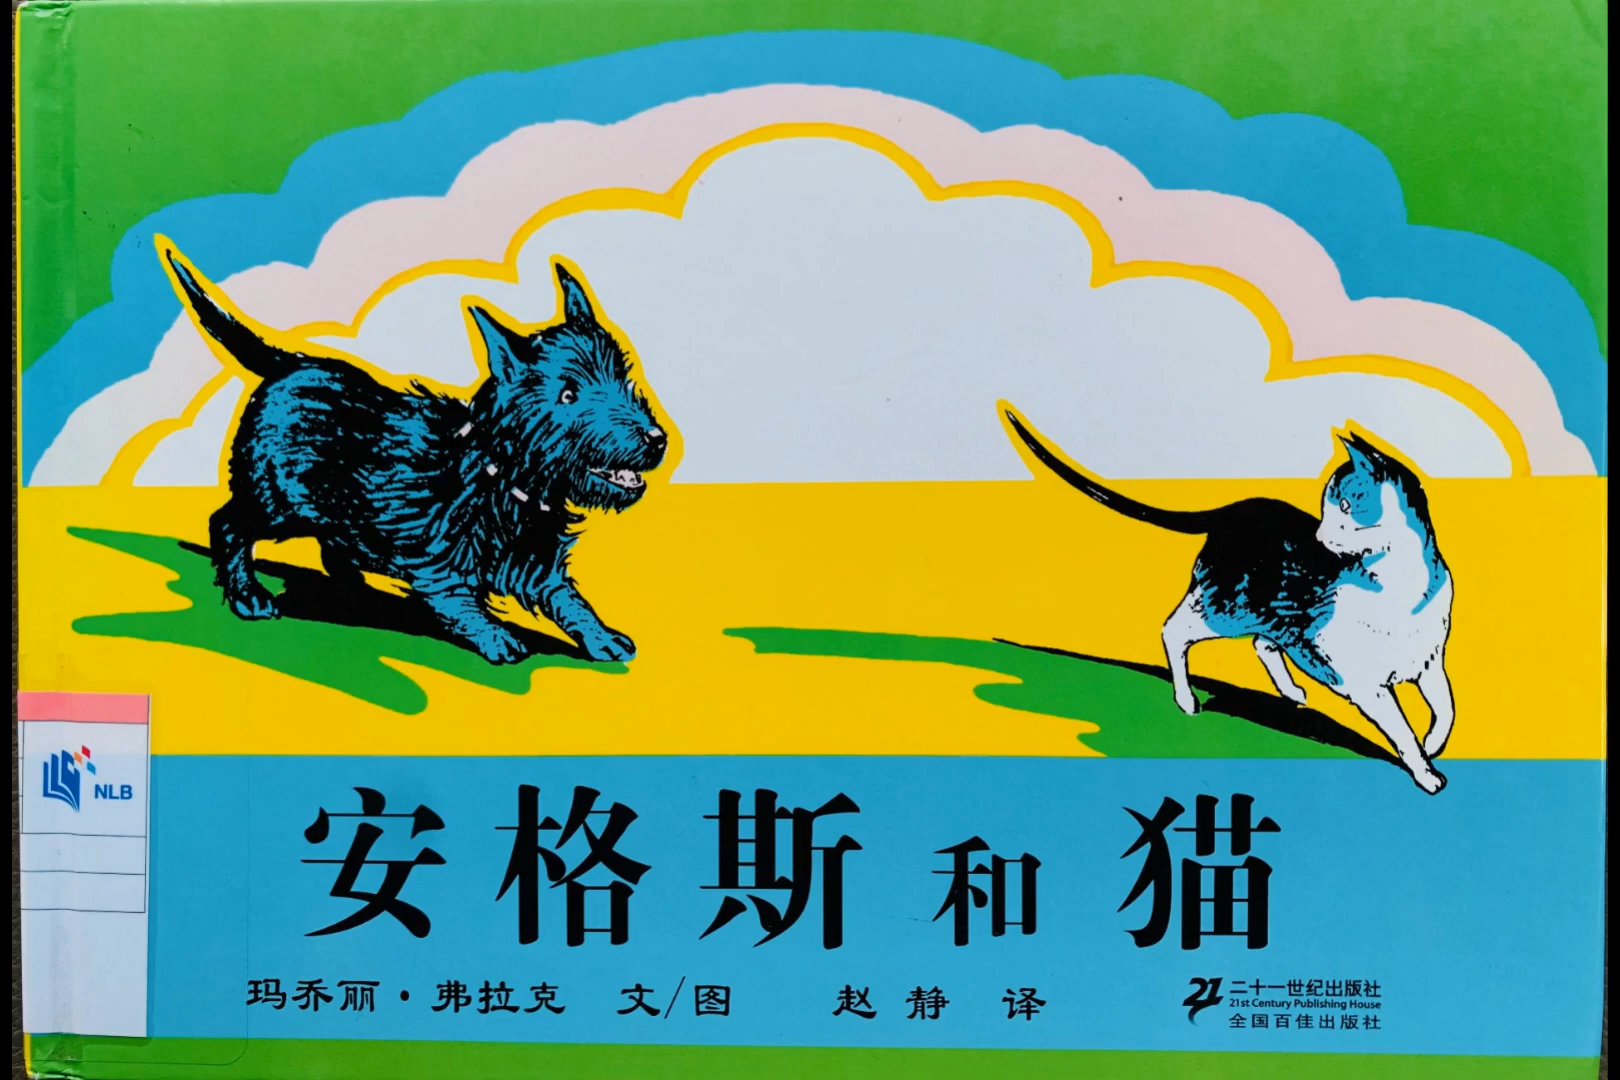 NLB
安格斯和猫
玛乔丽·弗拉克 文/图 赵静 译
21 二十一世纪出版社
21st Century Publishing House
全国百佳出版社